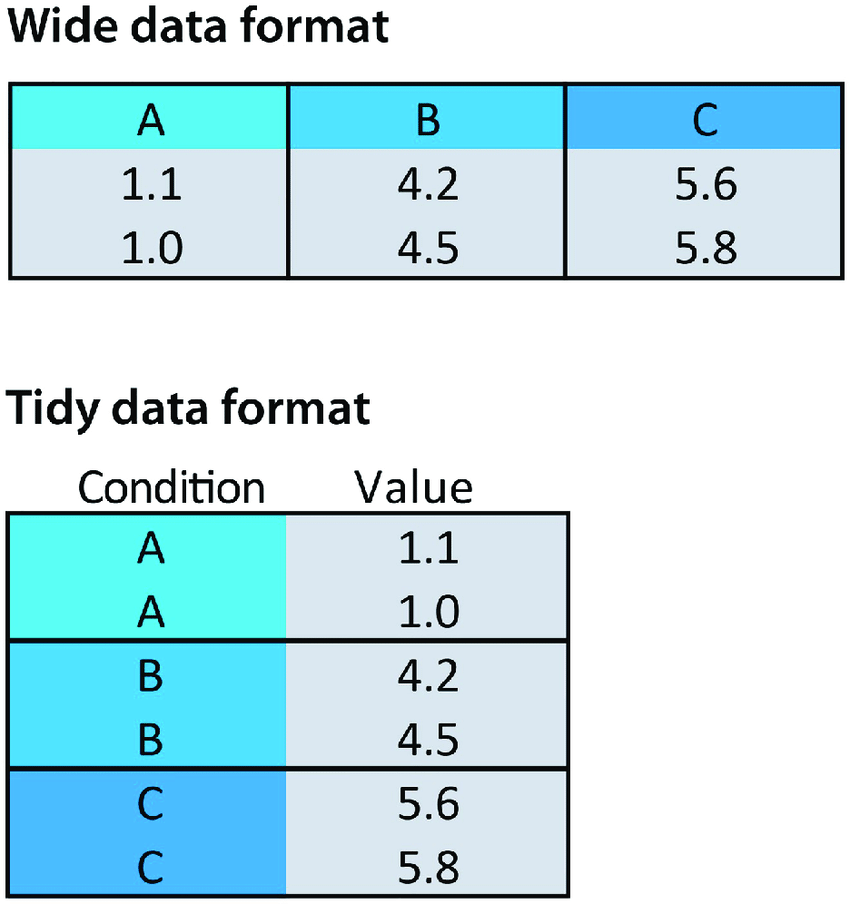 Wide data format
A B C
1.1 4.2 5.6
1.0 4.5 5.8
Tidy data format
Condition Value
A 1.1
A 1.0
B 4.2
B 4.5
C 5.6
C 5.8